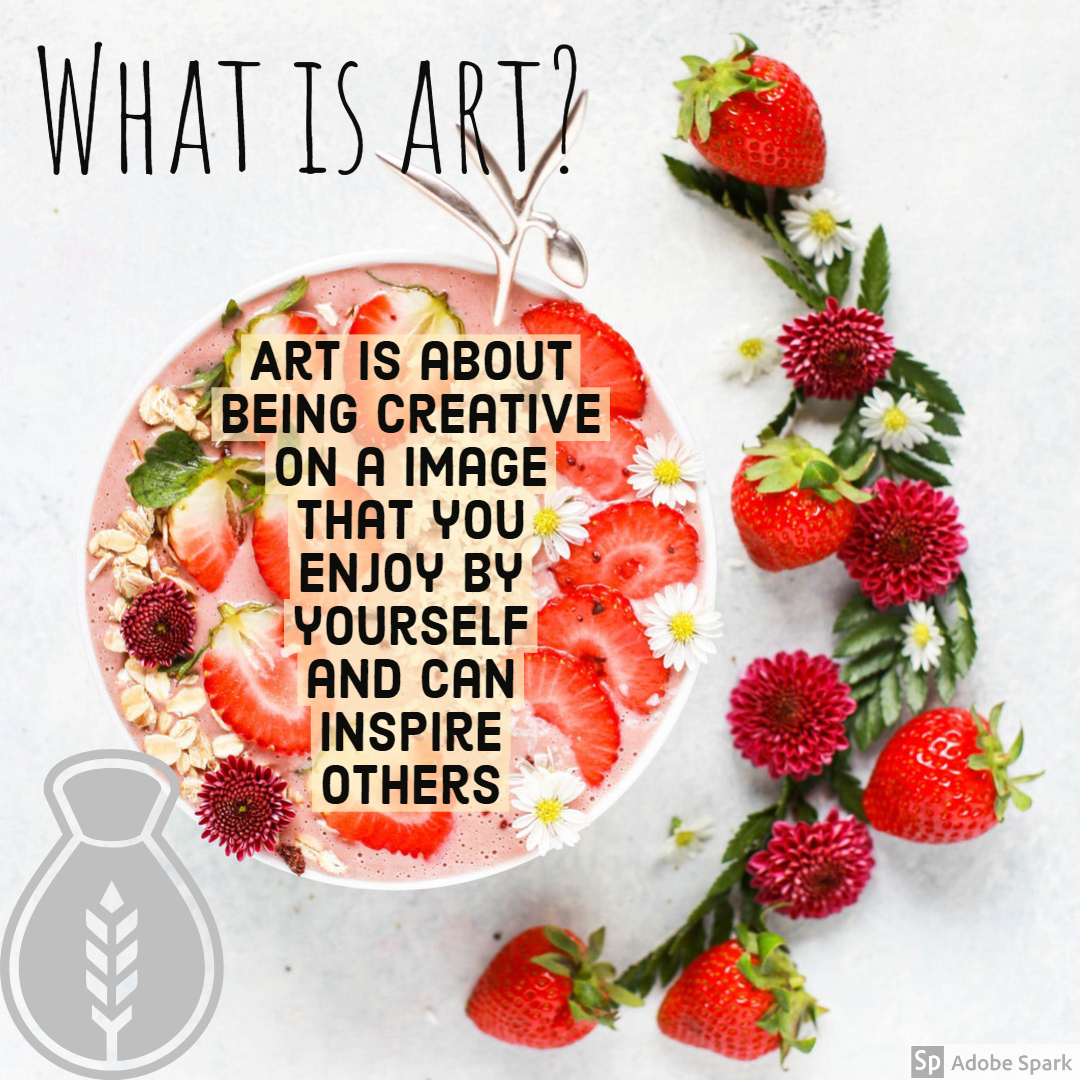 What is art?
ART IS ABOUT
BEING CREATIVE
ON A IMAGE
THAT YOU
ENJOY BY
YOURSELF
AND CAN
INSPIRE
OTHERS
Sp Adobe Spark